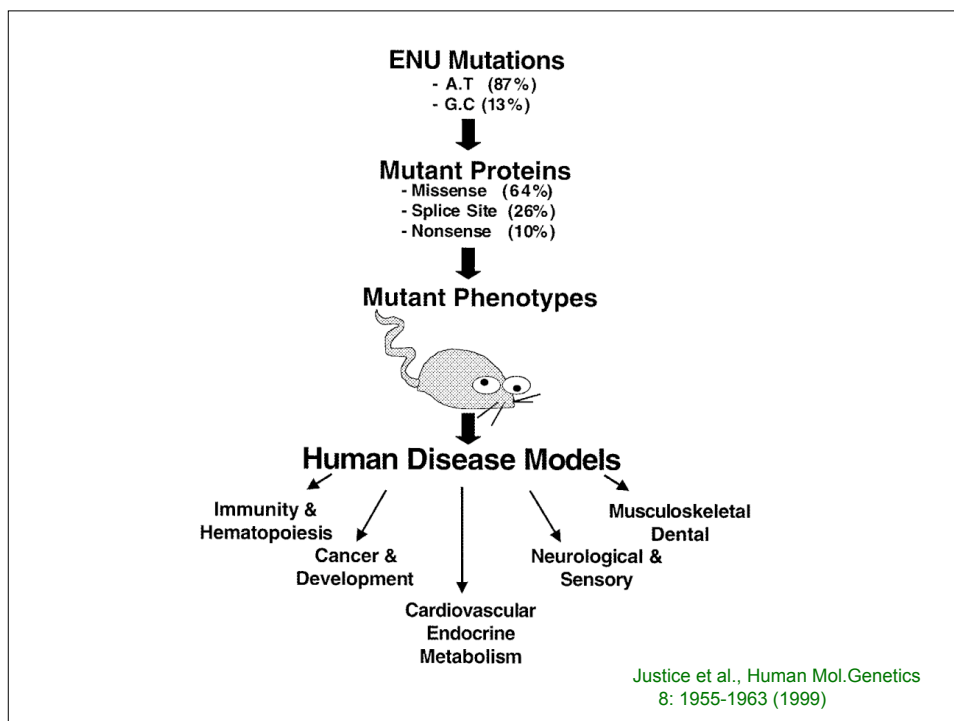 ENU Mutations
- A.T (87%)
- G.C (13%)
Mutant Proteins
- Missense (64%)
- Splice Site (26%)
- Nonsense (10%)
Mutant Phenotypes
Human Disease Models
Immunity &
Hematopoiesis
Cancer &
Development
Cardiovascular
Endocrine
Metabolism
Neurological &
Sensory
Musculoskeletal
Dental
Justice et al., Human Mol.Genetics
8: 1955-1963 (1999)